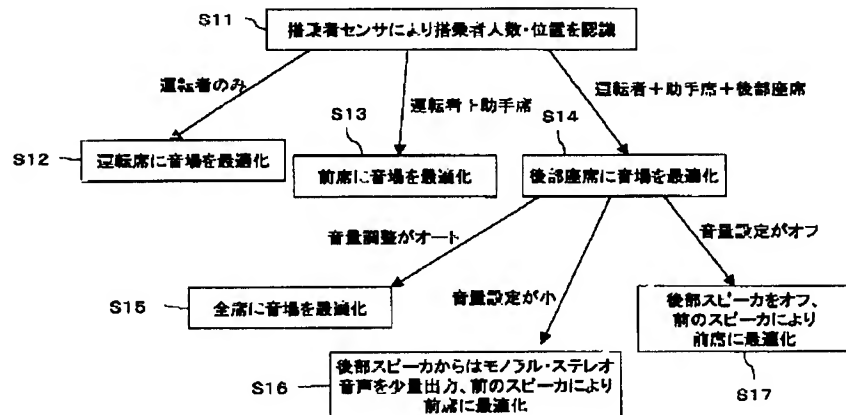 S11
搭乗者センサにより搭乗者人数・位置を認識
運転者のみ
運転者+助手席
運転者+助手席+後部座席
S13
S14
S12
運転席に音場を最適化
前席に音場を最適化
後部座席に音場を最適化
音量調整がオート
音量設定が小
音量設定がオフ
S15
全席に音場を最適化
後部スピーカをオフ、
前のスピーカにより
前席に最適化
S16
後部スピーカからはモノラル・ステレオ
音声を少量出力、前のスピーカにより
前席に最適化
S17